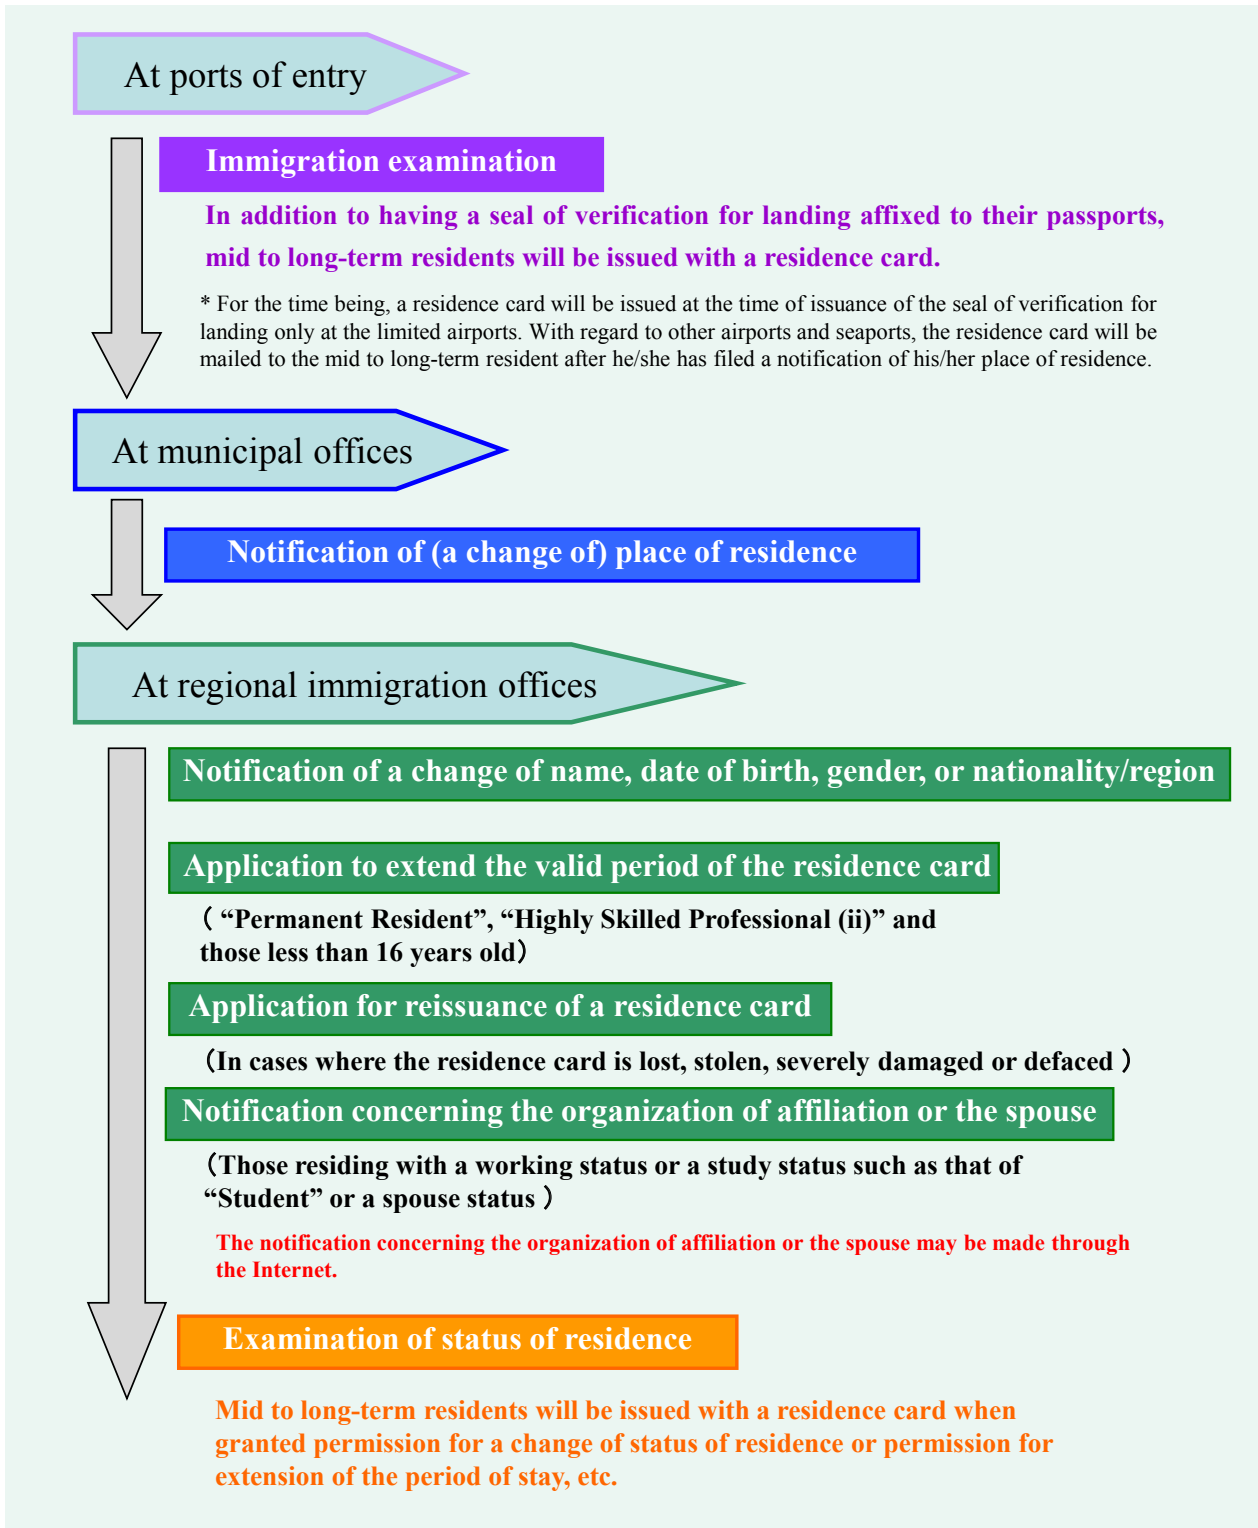 At ports of entry
Immigration examination
In addition to having a seal of verification for landing affixed to their passports,
mid to long-term residents will be issued with a residence card.
* For the time being, a residence card will be issued at the time of issuance of the seal of verification for
landing only at the limited airports. With regard to other airports and seaports, the residence card will be
mailed to the mid to long-term resident after he/she has filed a notification of his/her place of residence.
At municipal offices
Notification of (a change of) place of residence
At regional immigration offices
Notification of a change of name, date of birth, gender, or nationality/region
Application to extend the valid period of the residence card
( “Permanent Resident”, “Highly Skilled Professional (ii)” and
those less than 16 years old)
Application for reissuance of a residence card
(In cases where the residence card is lost, stolen, severely damaged or defaced )
Notification concerning the organization of affiliation or the spouse
(Those residing with a working status or a study status such as that of
“Student” or a spouse status )
The notification concerning the organization of affiliation or the spouse may be made through
the Internet.
Examination of status of residence
Mid to long-term residents will be issued with a residence card when
granted permission for a change of status of residence or permission for
extension of the period of stay, etc.